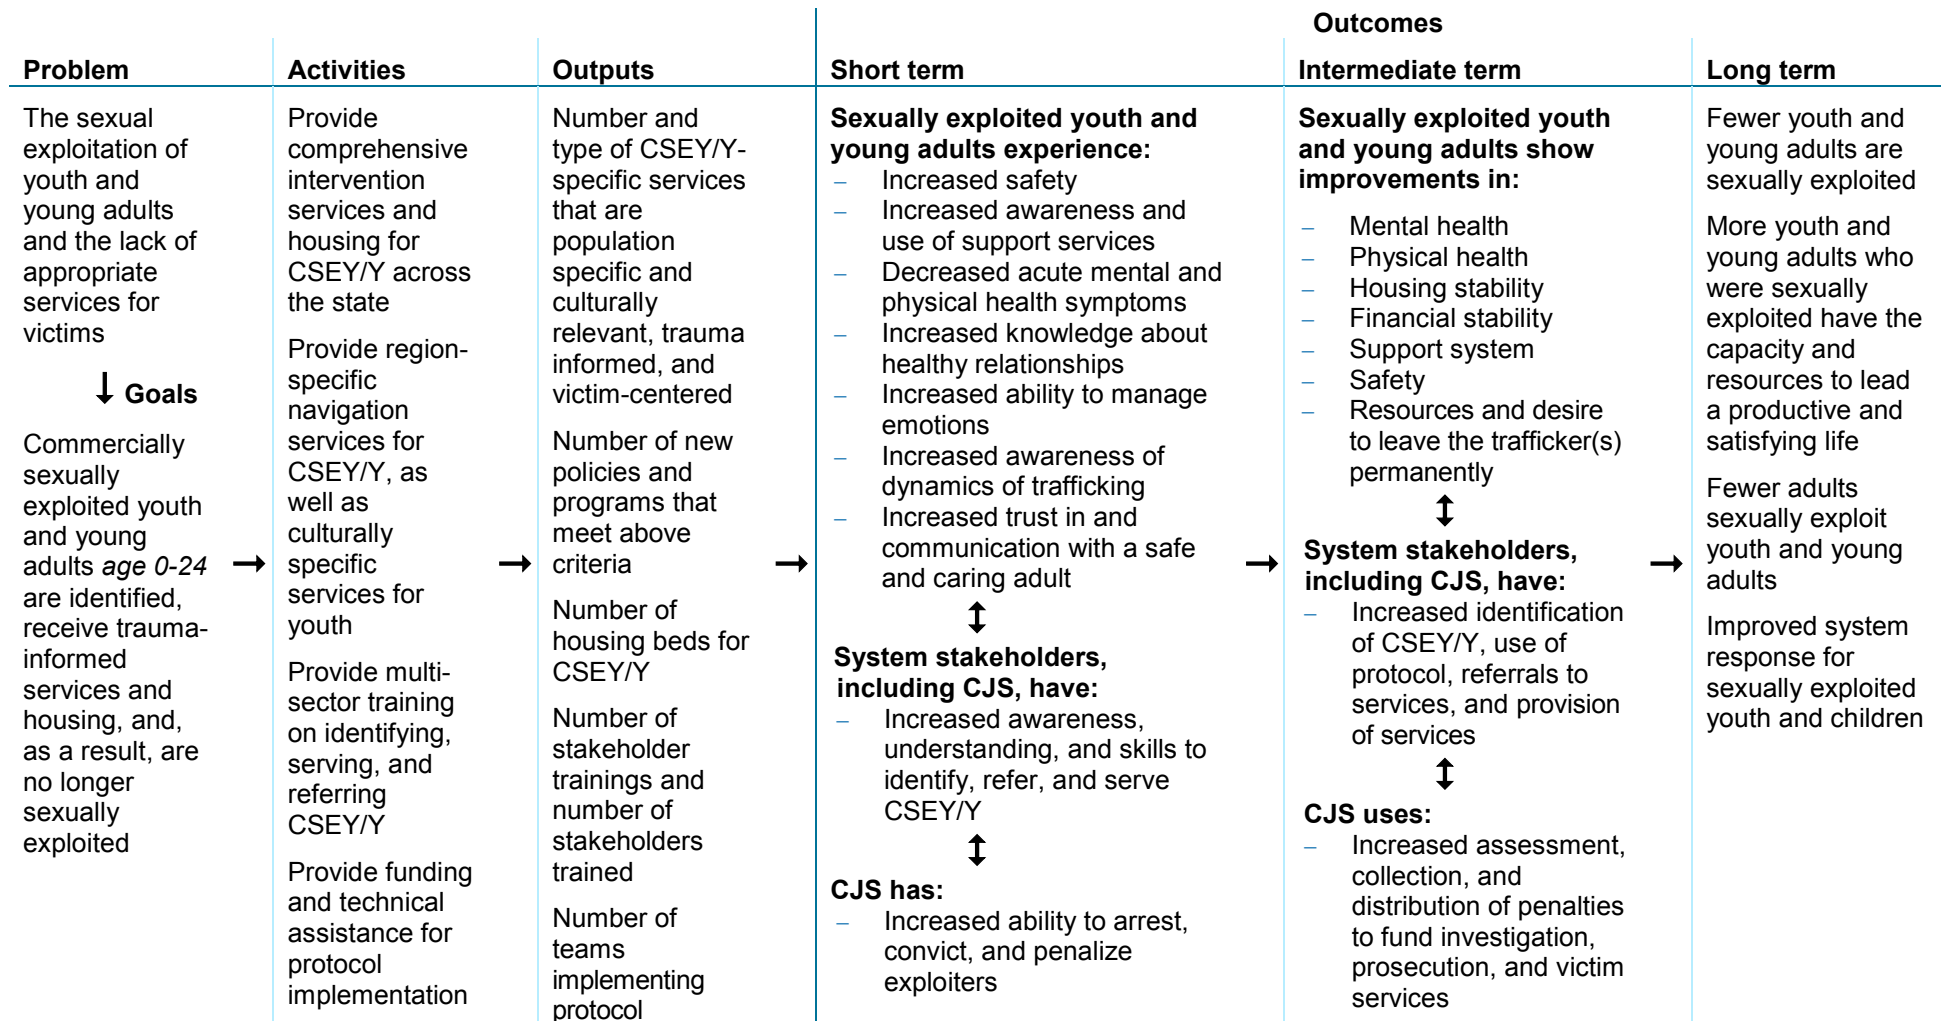 Outcomes
Problem
Activities
Outputs
Short term
Intermediate term
Long term
The sexual
exploitation of
youth and
young adults
and the lack of
appropriate
services for
victims
↓ Goals
Commercially
sexually
exploited youth
and young
adults age 0-24
are identified,
receive trauma-
informed
services and
housing, and,
as a result, are
no longer
sexually
exploited
→
Provide
comprehensive
intervention
services and
housing for
CSEY/Y across
the state
Provide region-
specific
navigation
services for
CSEY/Y, as
well as
culturally
specific
services for
youth
Provide multi-
sector training
on identifying,
serving, and
referring
CSEY/Y
Provide funding
and technical
assistance for
protocol
implementation
→
Number and
type of CSEY/Y-
specific services
that are
population
specific and
culturally
relevant, trauma
informed, and
victim-centered
Number of new
policies and
programs that
meet above
criteria
Number of
housing beds for
CSEY/Y
Number of
stakeholder
trainings and
number of
stakeholders
trained
Number of
teams
implementing
protocol
→
Sexually exploited youth and
young adults experience:
– Increased safety
– Increased awareness and
use of support services
– Decreased acute mental and
physical health symptoms
– Increased knowledge about
healthy relationships
– Increased ability to manage
emotions
– Increased awareness of
dynamics of trafficking
– Increased trust in and
communication with a safe
and caring adult
↕
System stakeholders,
including CJS, have:
– Increased awareness,
understanding, and skills to
identify, refer, and serve
CSEY/Y
↕
CJS has:
– Increased ability to arrest,
convict, and penalize
exploiters
→
Sexually exploited youth
and young adults show
improvements in:
– Mental health
– Physical health
– Housing stability
– Financial stability
– Support system
– Safety
– Resources and desire
to leave the trafficker(s)
permanently
↕
System stakeholders,
including CJS, have:
– Increased identification
of CSEY/Y, use of
protocol, referrals to
services, and provision
of services
↕
CJS uses:
– Increased assessment,
collection, and
distribution of penalties
to fund investigation,
prosecution, and victim
services
→
Fewer youth and
young adults are
sexually exploited
More youth and
young adults who
were sexually
exploited have the
capacity and
resources to lead
a productive and
satisfying life
Fewer adults
sexually exploit
youth and young
adults
Improved system
response for
sexually exploited
youth and children